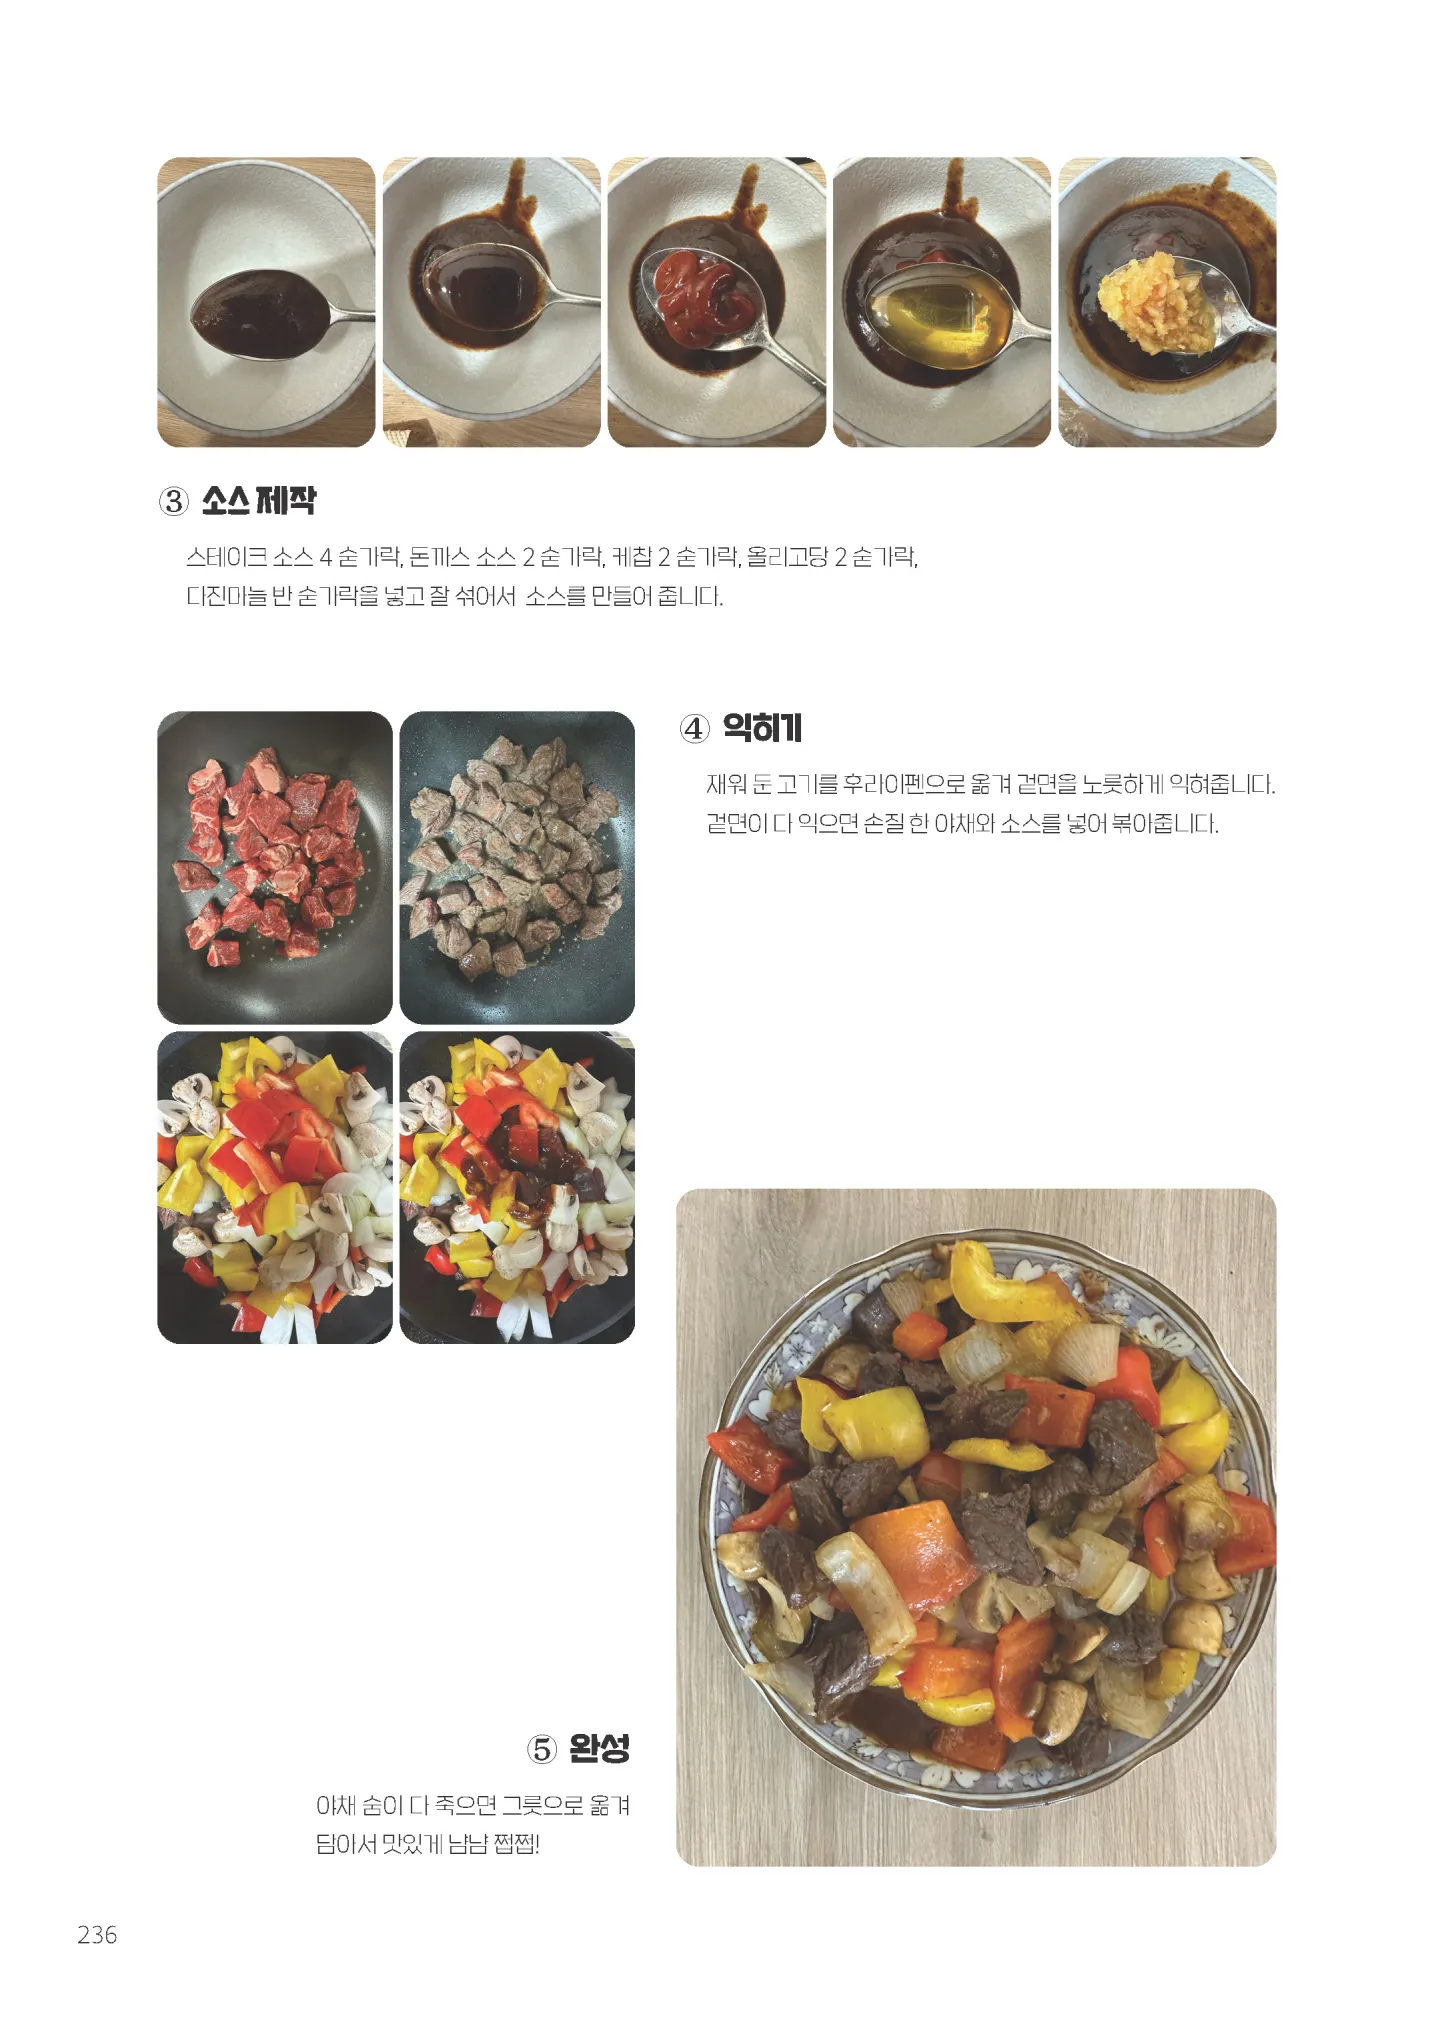 ③ 소스 제작
스테이크 소스 4 숟가락, 돈까스 소스 2 숟가락, 케찹 2 숟가락, 올리고당 2 숟가락,
다진마늘 반 숟가락을 넣고 잘 섞어서 소스를 만들어 줍니다.
④ 익히기
재워 둔 고기를 후라이펜으로 옮겨 겉면을 노릇하게 익혀줍니다.
겉면이 다 익으면 손질 한 야채와 소스를 넣어 볶아줍니다.
⑤ 완성
야채 숨이 다 죽으면 그릇으로 옮겨
담아서 맛있게 냠냠 쩝쩝!
236